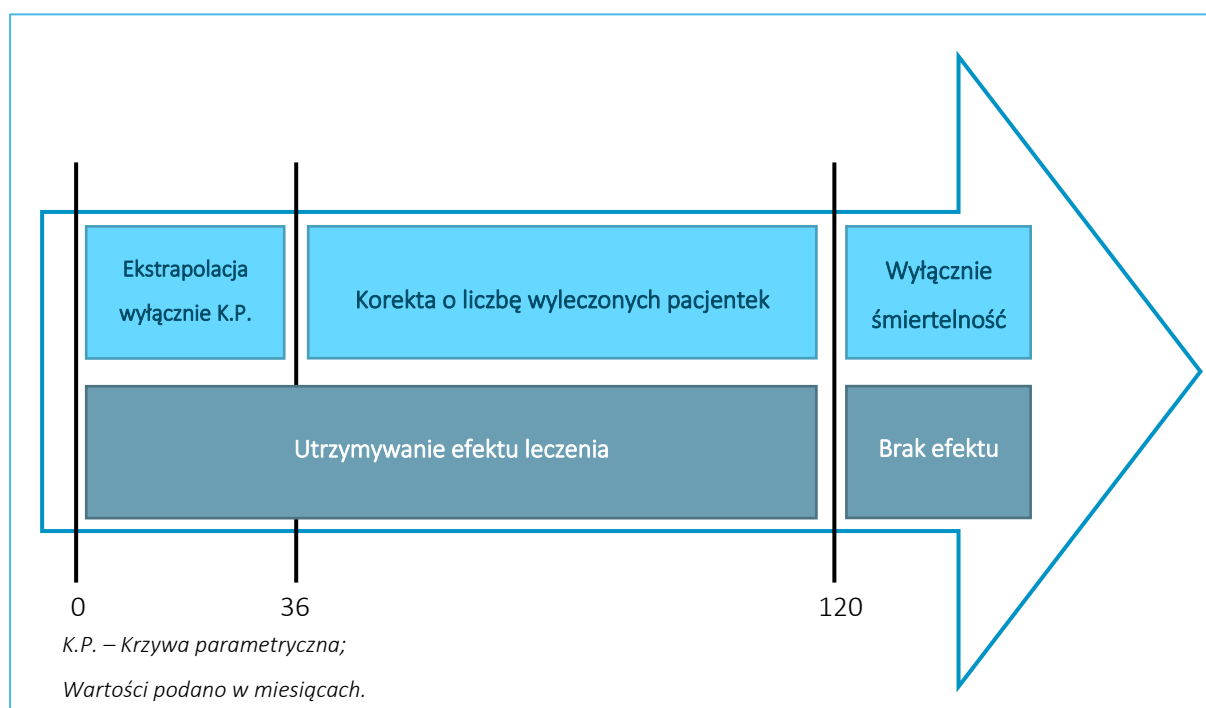 Ekstrapolacja
wyłącznie K.P.
Korekta o liczbę wyleczonych pacjentek
Wyłącznie
śmiertelność
Utrzymywanie efektu leczenia
Brak efektu
0
36
120
K.P. – Krzywa parametryczna;
Wartości podano w miesiącach.